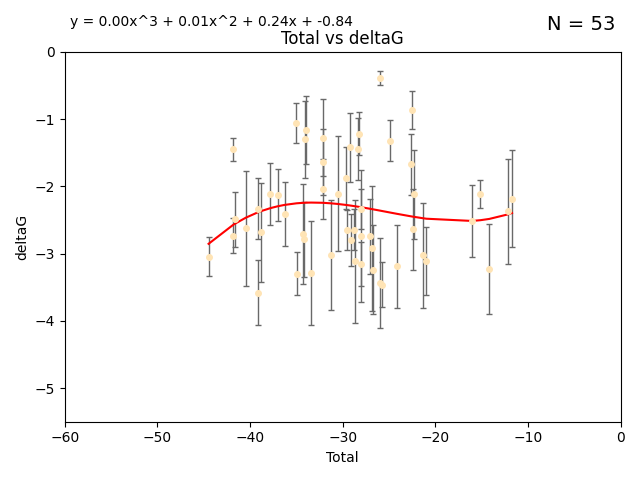 y = 0.00x^3 + 0.01x^2 + 0.24x + -0.84
N = 53
Total vs deltaG
0
−1
−2
−3
−4
−5
deltaG
−60
−50
−40
−30
−20
−10
0
Total